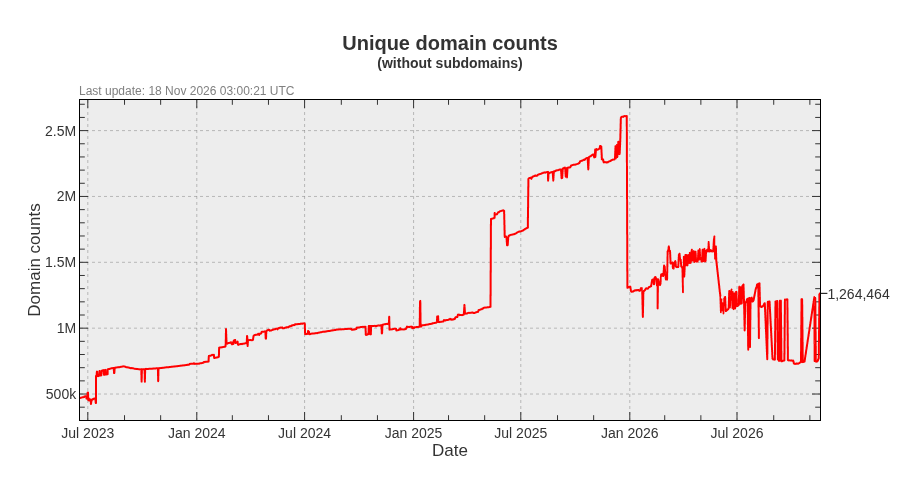 Unique domain counts
(without subdomains)
Last update: 18 Nov 2026 03:00:21 UTC
2.5M
2M
1.5M
1M
500k
Domain counts
1,264,464
Jul 2023
Jan 2024
Jul 2024
Jan 2025
Jul 2025
Jan 2026
Jul 2026
Date